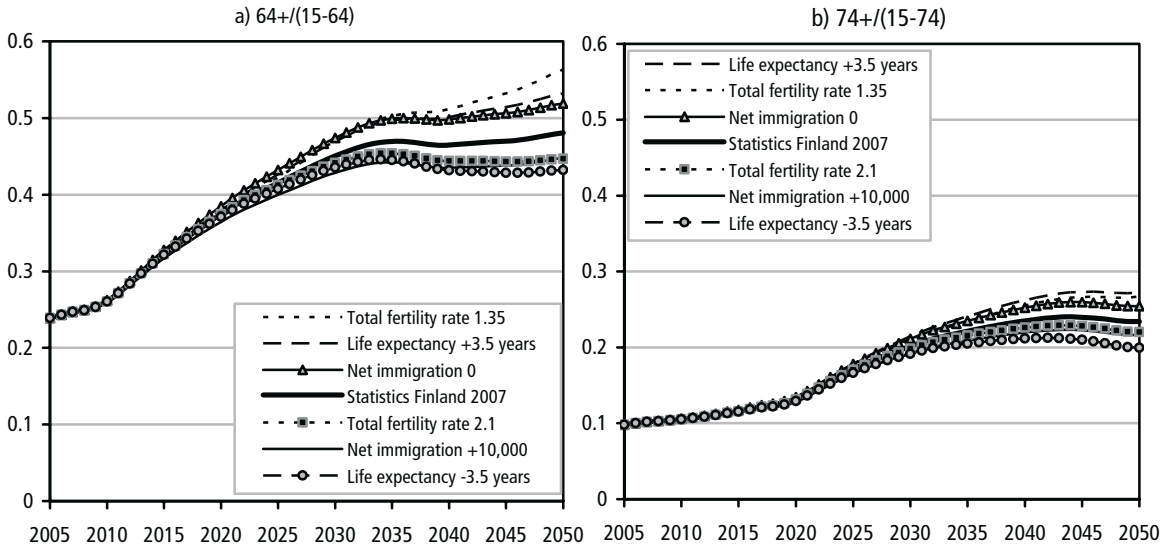 a) 64+/(15-64)
0.6
0.5
0.4
0.3
0.2
0.1
0
Total fertility rate 1.35
Life expectancy +3.5 years
Net immigration 0
Statistics Finland 2007
Total fertility rate 2.1
Net immigration +10,000
Life expectancy -3.5 years
2005 2010 2015 2020 2025 2030 2035 2040 2045 2050
b) 74+/(15-74)
0.6
0.5
0.4
0.3
0.2
0.1
0
Life expectancy +3.5 years
Total fertility rate 1.35
Net immigration 0
Statistics Finland 2007
Total fertility rate 2.1
Net immigration +10,000
Life expectancy -3.5 years
2005 2010 2015 2020 2025 2030 2035 2040 2045 2050